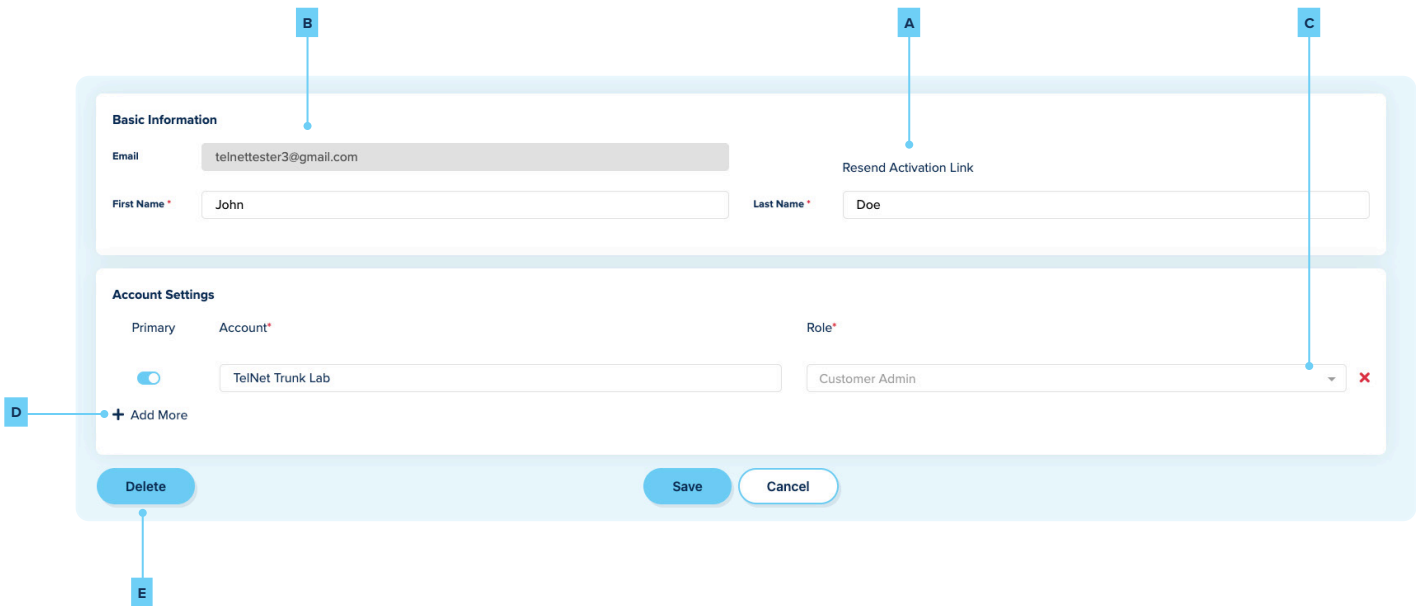 B A C
Basic Information
Email telnettester3@gmail.com
Resend Activation Link
First Name * John Last Name * Doe
Account Settings
Primary Account* Role*
TelNet Trunk Lab Customer Admin
D + Add More
Delete Save Cancel
E